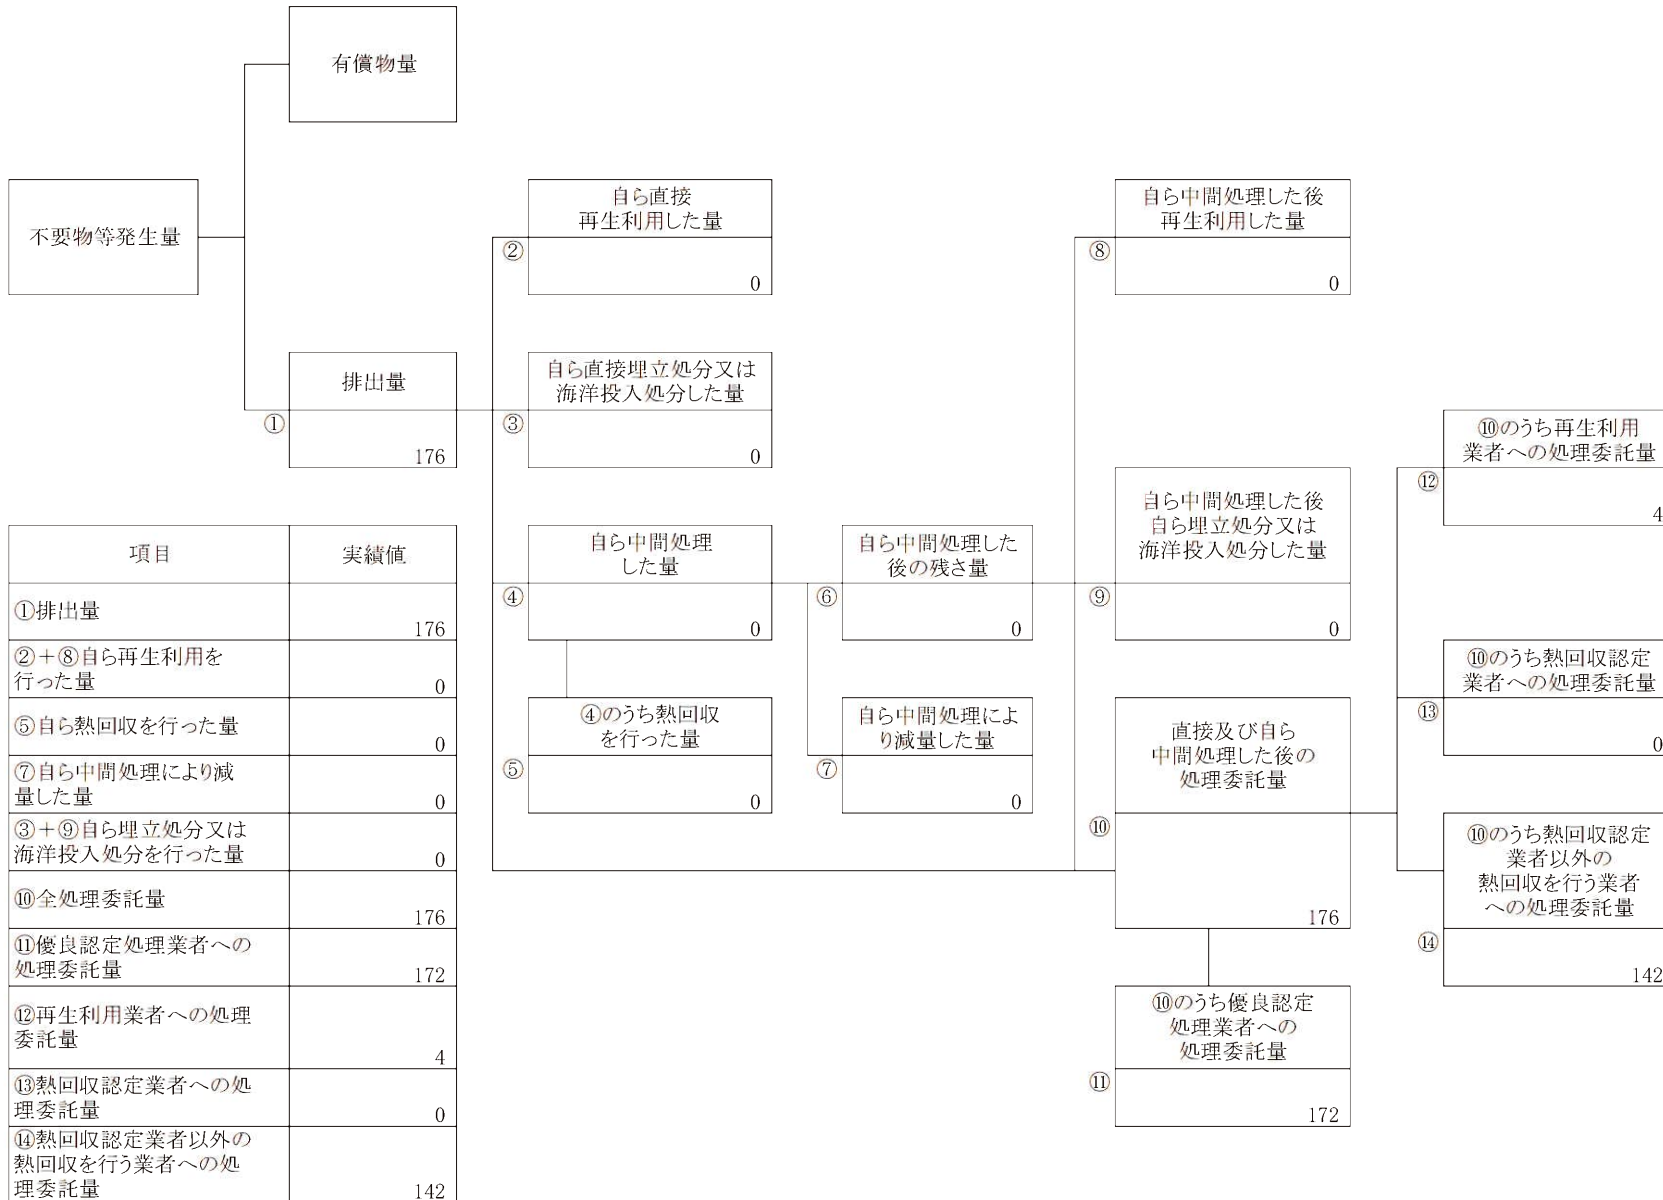 有償物量
不要物等発生量
排出量
①
176
自ら直接
再生利用した量
②
0
自ら直接埋立処分又は
海洋投入処分した量
③
0
自ら中間処理
した量
④
0
④のうち熱回収
を行った量
⑤
0
自ら中間処理した
後の残さ量
⑥
0
自ら中間処理によ
り減量した量
⑦
0
自ら中間処理した後
再生利用した量
⑧
0
自ら中間処理した後
自ら埋立処分又は
海洋投入処分した量
⑨
0
直接及び自ら
中間処理した後の
処理委託量
⑩
176
⑩のうち優良認定
処理業者への
処理委託量
⑪
172
⑩のうち再生利用
業者への処理委託量
⑫
4
⑩のうち熱回収認定
業者への処理委託量
⑬
0
⑩のうち熱回収認定
業者以外の
熱回収を行う業者
への処理委託量
⑭
142
項目 実績値
①排出量
176
②+⑧自ら再生利用を
行った量
0
⑤自ら熱回収を行った量
0
⑦自ら中間処理により減
量した量
0
③+⑨自ら埋立処分又は
海洋投入処分を行った量
0
⑩全処理委託量
176
⑪優良認定処理業者への
処理委託量
172
⑫再生利用業者への処理
委託量
4
⑬熱回収認定業者への処
理委託量
0
⑭熱回収認定業者以外の
熱回収を行う業者への処
理委託量
142